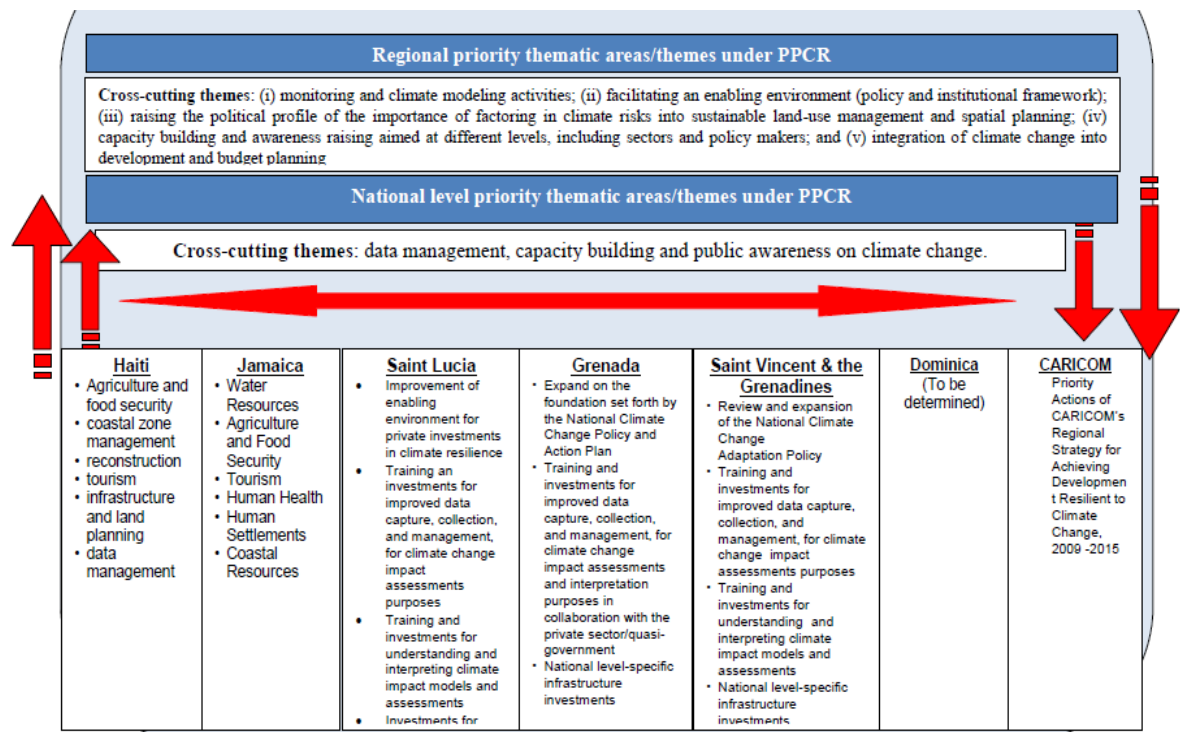 Regional priority thematic areas/themes under PPCR
Cross-cutting themes: (i) monitoring and climate modeling activities; (ii) facilitating an enabling environment (policy and institutional framework);
(iii) raising the political profile of the importance of factoring in climate risks into sustainable land-use management and spatial planning; (iv)
capacity building and awareness raising aimed at different levels, including sectors and policy makers; and (v) integration of climate change into
development and budget planning
National level priority thematic areas/themes under PPCR
Cross-cutting themes: data management, capacity building and public awareness on climate change.
Haiti
• Agriculture and
food security
• coastal zone
management
• reconstruction
• tourism
• infrastructure
and land
planning
• data
management
Jamaica
• Water
Resources
• Agriculture
and Food
Security
• Tourism
• Human Health
• Human
Settlements
• Coastal
Resources
Saint Lucia
• Improvement of
enabling
environment for
private investments
in climate resilience
• Training an
investments for
improved data
capture, collection,
and management,
for climate change
impact
assessments
purposes
• Training and
investments for
understanding and
interpreting climate
impact models and
assessments
• Investments for
Grenada
• Expand on the
foundation set forth by
the National Climate
Change Policy and
Action Plan
• Training and
investments for
improved data
capture, collection,
and management, for
climate change
impact assessments
and interpretation
purposes in
collaboration with the
private sector/quasi-
government
• National level-specific
infrastructure
investments
Saint Vincent & the
Grenadines
• Review and expansion
of the National Climate
Change
Adaptation Policy
• Training and
investments for
improved data capture,
collection, and
management, for climate
change impact
assessments purposes
• Training and
investments for
understanding and
interpreting climate
impact models and
assessments
• National level-specific
infrastructure
investments
Dominica
(To be
determined)
CARICOM
Priority
Actions of
CARICOM's
Regional
Strategy for
Achieving
Developmen
t Resilient to
Climate
Change,
2009 -2015